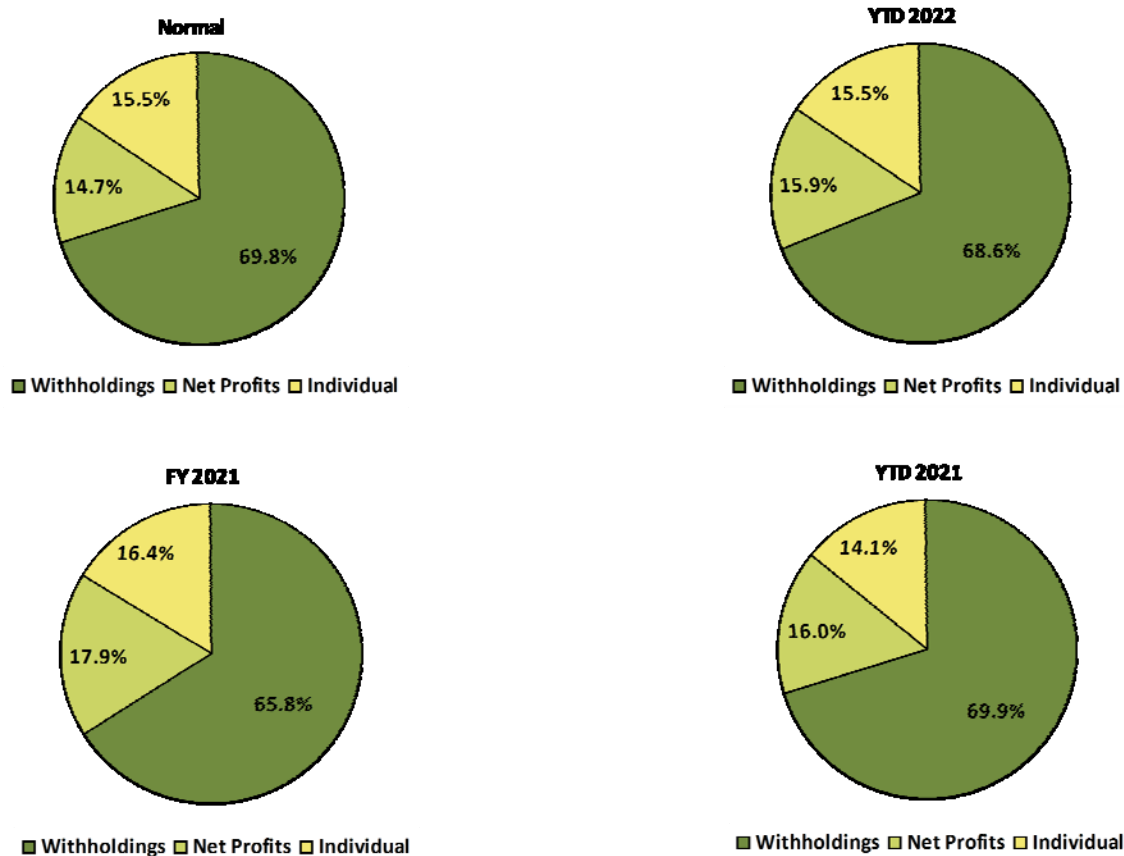 Normal
15.5%
14.7%
69.8%
Withholdings Net Profits Individual
YTD 2022
15.5%
15.9%
68.6%
Withholdings Net Profits Individual
FY 2021
16.4%
17.9%
65.8%
Withholdings Net Profits Individual
YTD 2021
14.1%
16.0%
69.9%
Withholdings Net Profits Individual